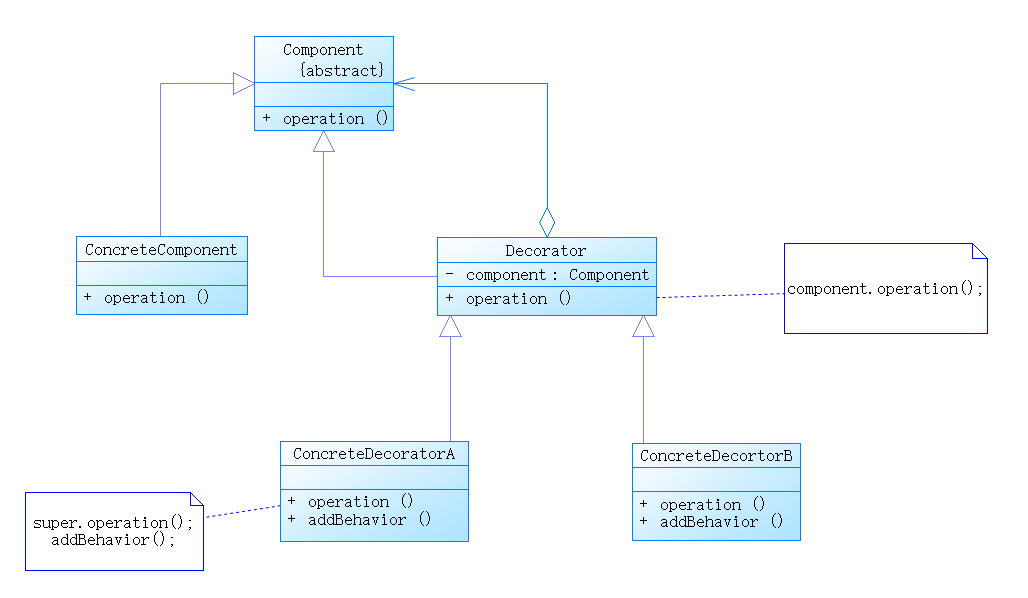 Component
{abstract}
+ operation ()
ConcreteComponent
+ operation ()
Decorator
- component : Component
+ operation ()
component.operation();
ConcreteDecoratorA
+ operation ()
+ addBehavior ()
ConcreteDecortorB
+ operation ()
+ addBehavior ()
super.operation();
addBehavior();